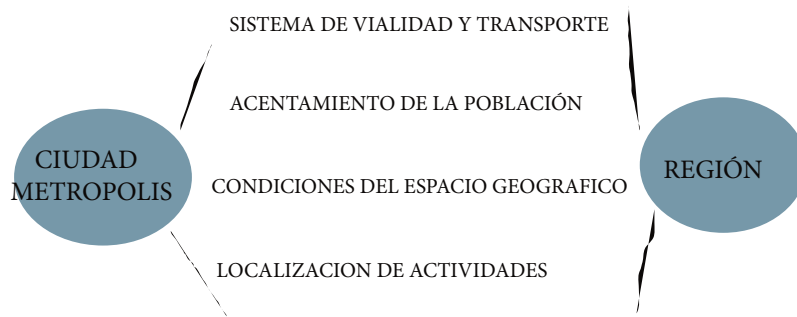 SISTEMA DE VIALIDAD Y TRANSPORTE
ACENTAMIENTO DE LA POBLACIÓN
CIUDAD
METROPOLIS
CONDICIONES DEL ESPACIO GEOGRAFICO
REGIÓN
LOCALIZACION DE ACTIVIDADES